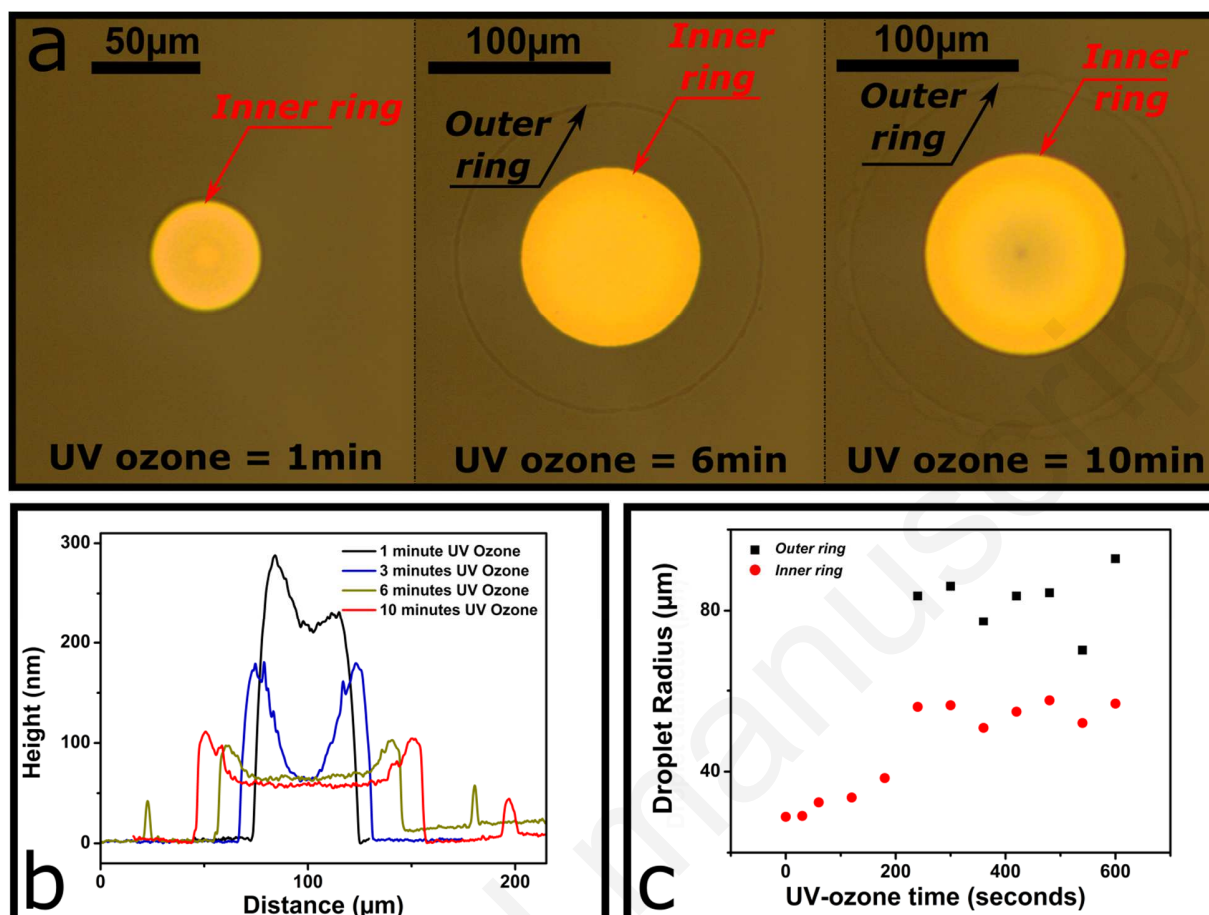 a
50µm
Inner ring
UV ozone = 1min
100µm
Inner
ring
Outer
ring
UV ozone = 6min
100µm
Inner
ring
Outer
ring
UV ozone = 10min
300
200
100
0
Height (nm)
1 minute UV Ozone
3 minutes UV Ozone
6 minutes UV Ozone
10 minutes UV Ozone
0
100
200
Distance (µm)
b
80
40
Droplet Radius (µm)
Outer ring
Inner ring
0
200
400
600
UV-ozone time (seconds)
c
manuscript